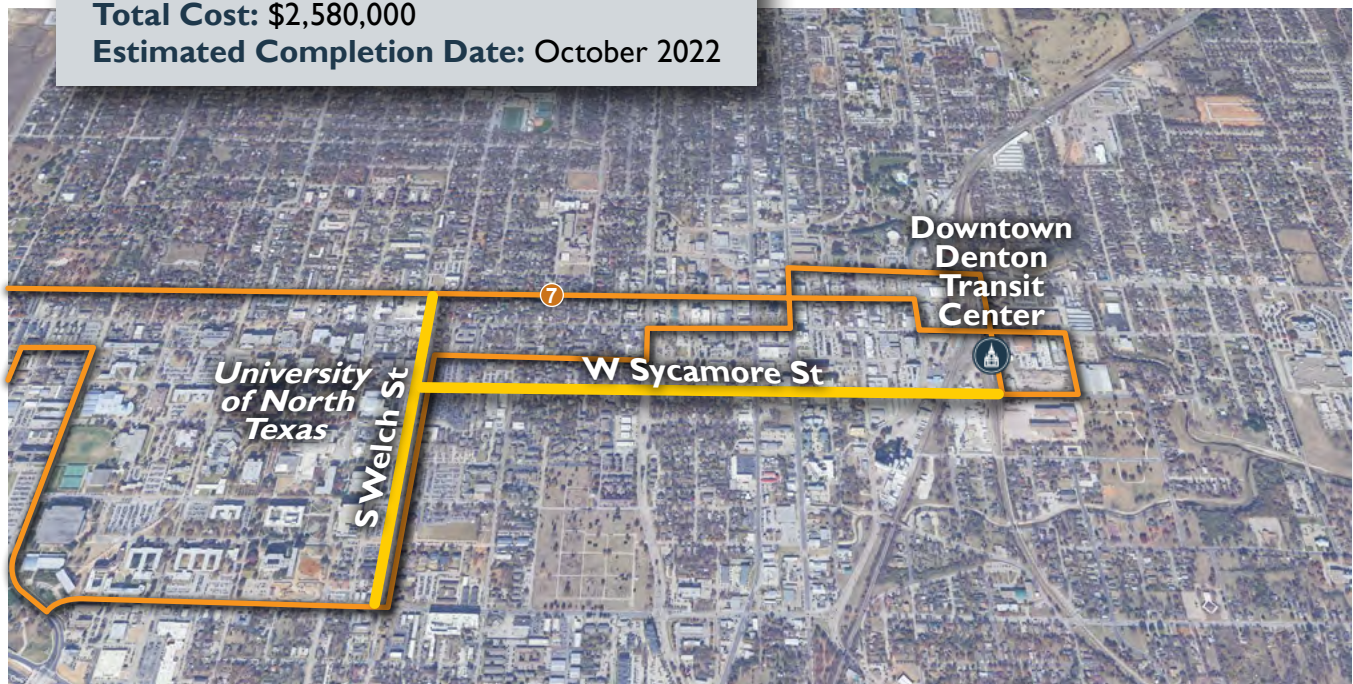 Total Cost: $2,580,000
Estimated Completion Date: October 2022
Downtown
Denton
Transit
Center
7
W Sycamore St
University
of North
Texas
S Welch St